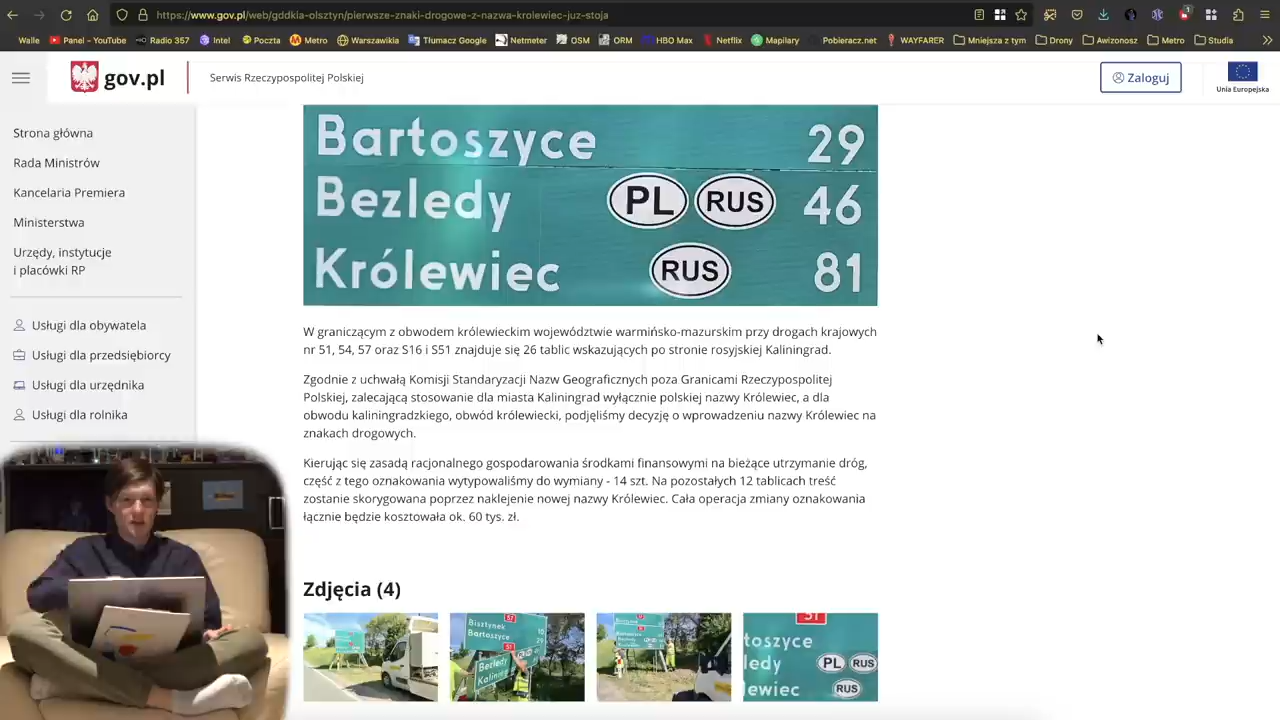 https://www.gov.pl/web/gddkia-olsztyn/pierwsze-znaki-drogowe-z-nazwa-krolewiec-juz-stoja
Walle Panel - YouTube Radio 357 Intel Poczta Metro Warszawikia Tłumacz Google Netmeter OSM ORM HBO Max Netflix Mapilary Pobieracz.net WAYFARER Mniejsza z tym Drony Awizonosz Metro Studia
gov.pl
Serwis Rzeczypospolitej Polskiej
Zaloguj
Unia Europejska
Strona główna
Rada Ministrów
Kancelaria Premiera
Ministerstwa
Urzędy, instytucje
i placówki RP
Usługi dla obywatela
Usługi dla przedsiębiorcy
Usługi dla urzędnika
Usługi dla rolnika
Bartoszyce 29
Bezledy PL RUS 46
Królewiec RUS 81
W graniczącym z obwodem królewieckim województwie warmińsko-mazurskim przy drogach krajowych
nr 51, 54, 57 oraz S16 i S51 znajduje się 26 tablic wskazujących po stronie rosyjskiej Kaliningrad.
Zgodnie z uchwałą Komisji Standaryzacji Nazw Geograficznych poza Granicami Rzeczypospolitej
Polskiej, zalecającą stosowanie dla miasta Kaliningrad wyłącznie polskiej nazwy Królewiec, a dla
obwodu kaliningradzkiego, obwód królewiecki, podjęliśmy decyzję o wprowadzeniu nazwy Królewiec na
znakach drogowych.
Kierując się zasadą racjonalnego gospodarowania środkami finansowymi na bieżące utrzymanie dróg,
część z tego oznakowania wytypowaliśmy do wymiany - 14 szt. Na pozostałych 12 tablicach treść
zostanie skorygowana poprzez naklejenie nowej nazwy Królewiec. Cała operacja zmiany oznakowania
łącznie będzie kosztowała ok. 60 tys. zł.
Zdjęcia (4)
57
Bisztynek 10
Bartoszyce 29
51
Bezledy
Kalinin
51
toszyce
ledy PL RUS
lewiec RUS